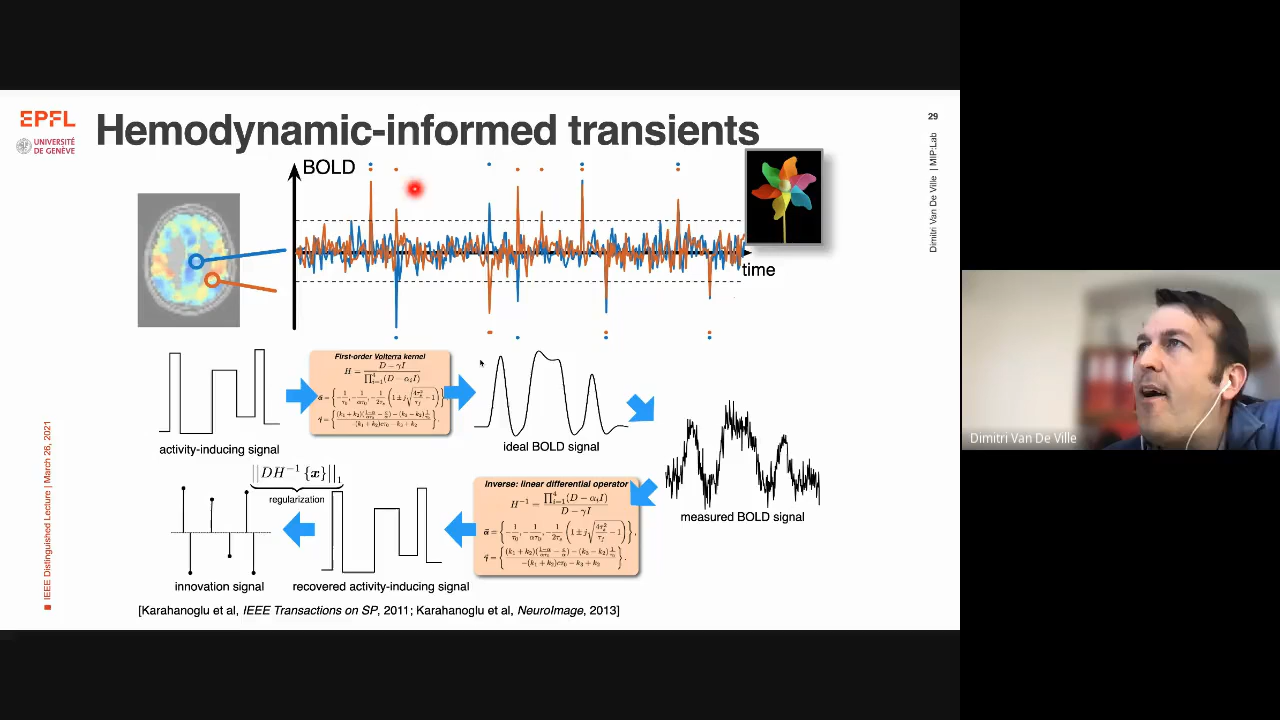 EPFL
UNIVERSITÉ
DE GENÈVE
Hemodynamic-informed transients
29
Dimitri Van De Ville | MIP:Lab
BOLD
time
First-order Volterra kernel
activity-inducing signal
ideal BOLD signal
measured BOLD signal
||DH⁻¹{x}||₁
regularization
Inverse: linear differential operator
innovation signal
recovered activity-inducing signal
[Karahanoglu et al, IEEE Transactions on SP, 2011; Karahanoglu et al, NeuroImage, 2013]
IEEE Distinguished Lecture | March 26, 2021
Dimitri Van De Ville